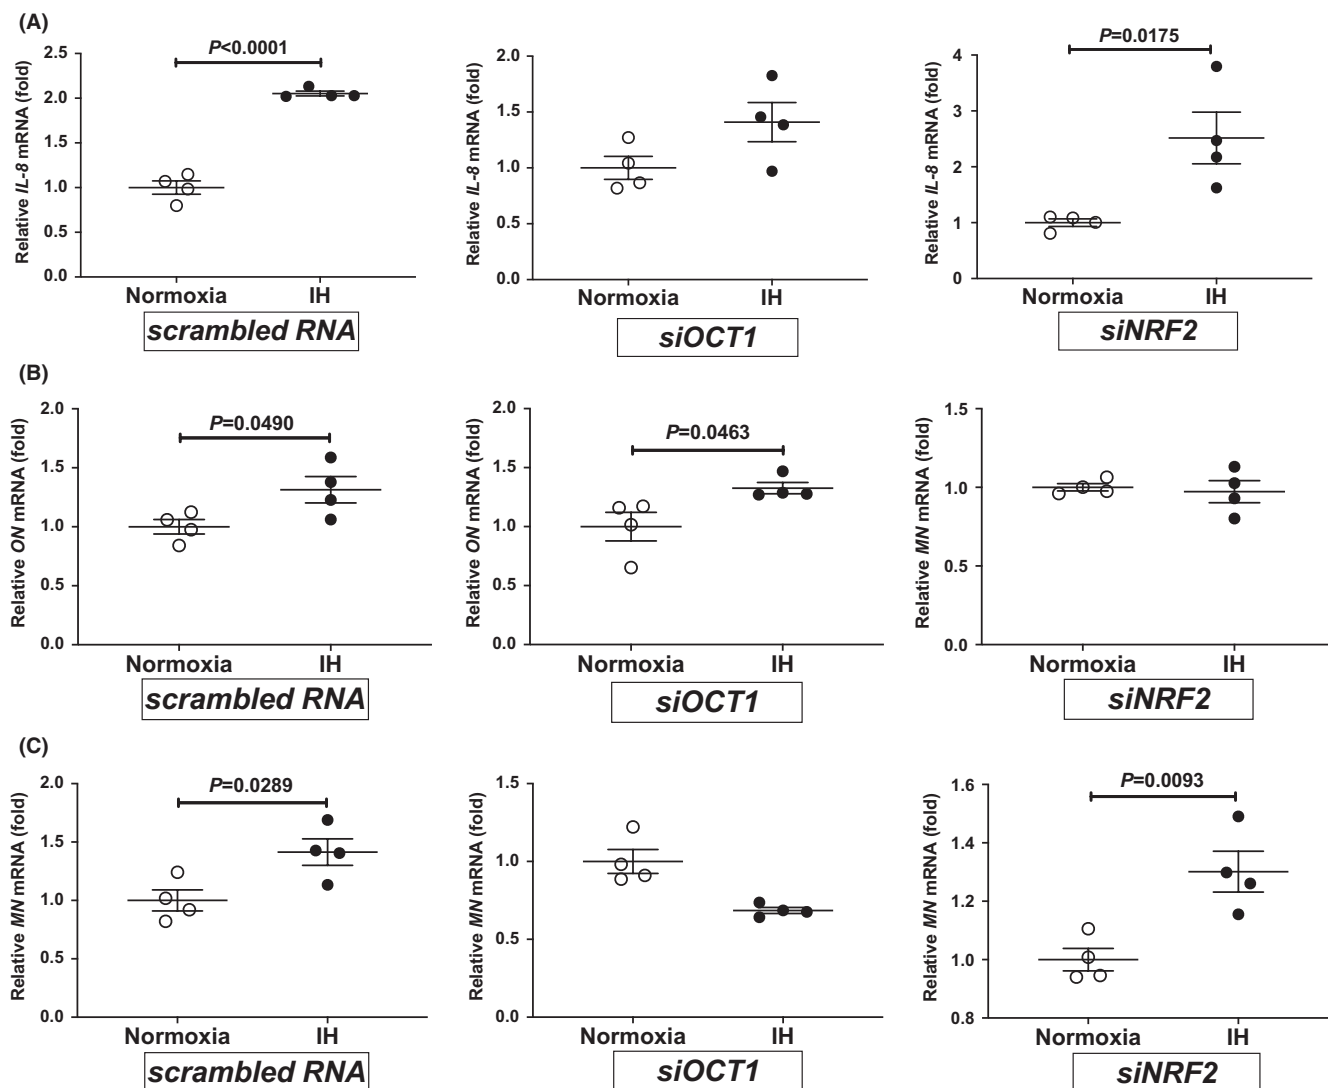 (A)
Relative IL-8 mRNA (fold)
2.5
2.0
1.5
1.0
0.5
0.0
P<0.0001
Normoxia IH
scrambled RNA
Relative IL-8 mRNA (fold)
2.0
1.5
1.0
0.5
0.0
Normoxia IH
siOCT1
Relative IL-8 mRNA (fold)
4
3
2
1
0
P=0.0175
Normoxia IH
siNRF2
(B)
Relative ON mRNA (fold)
2.0
1.5
1.0
0.5
0.0
P=0.0490
Normoxia IH
scrambled RNA
Relative ON mRNA (fold)
2.0
1.5
1.0
0.5
0.0
P=0.0463
Normoxia IH
siOCT1
Relative MN mRNA (fold)
1.5
1.0
0.5
0.0
Normoxia IH
siNRF2
(C)
Relative MN mRNA (fold)
2.0
1.5
1.0
0.5
0.0
P=0.0289
Normoxia IH
scrambled RNA
Relative MN mRNA (fold)
1.5
1.0
0.5
0.0
Normoxia IH
siOCT1
Relative MN mRNA (fold)
1.6
1.4
1.2
1.0
0.8
P=0.0093
Normoxia IH
siNRF2